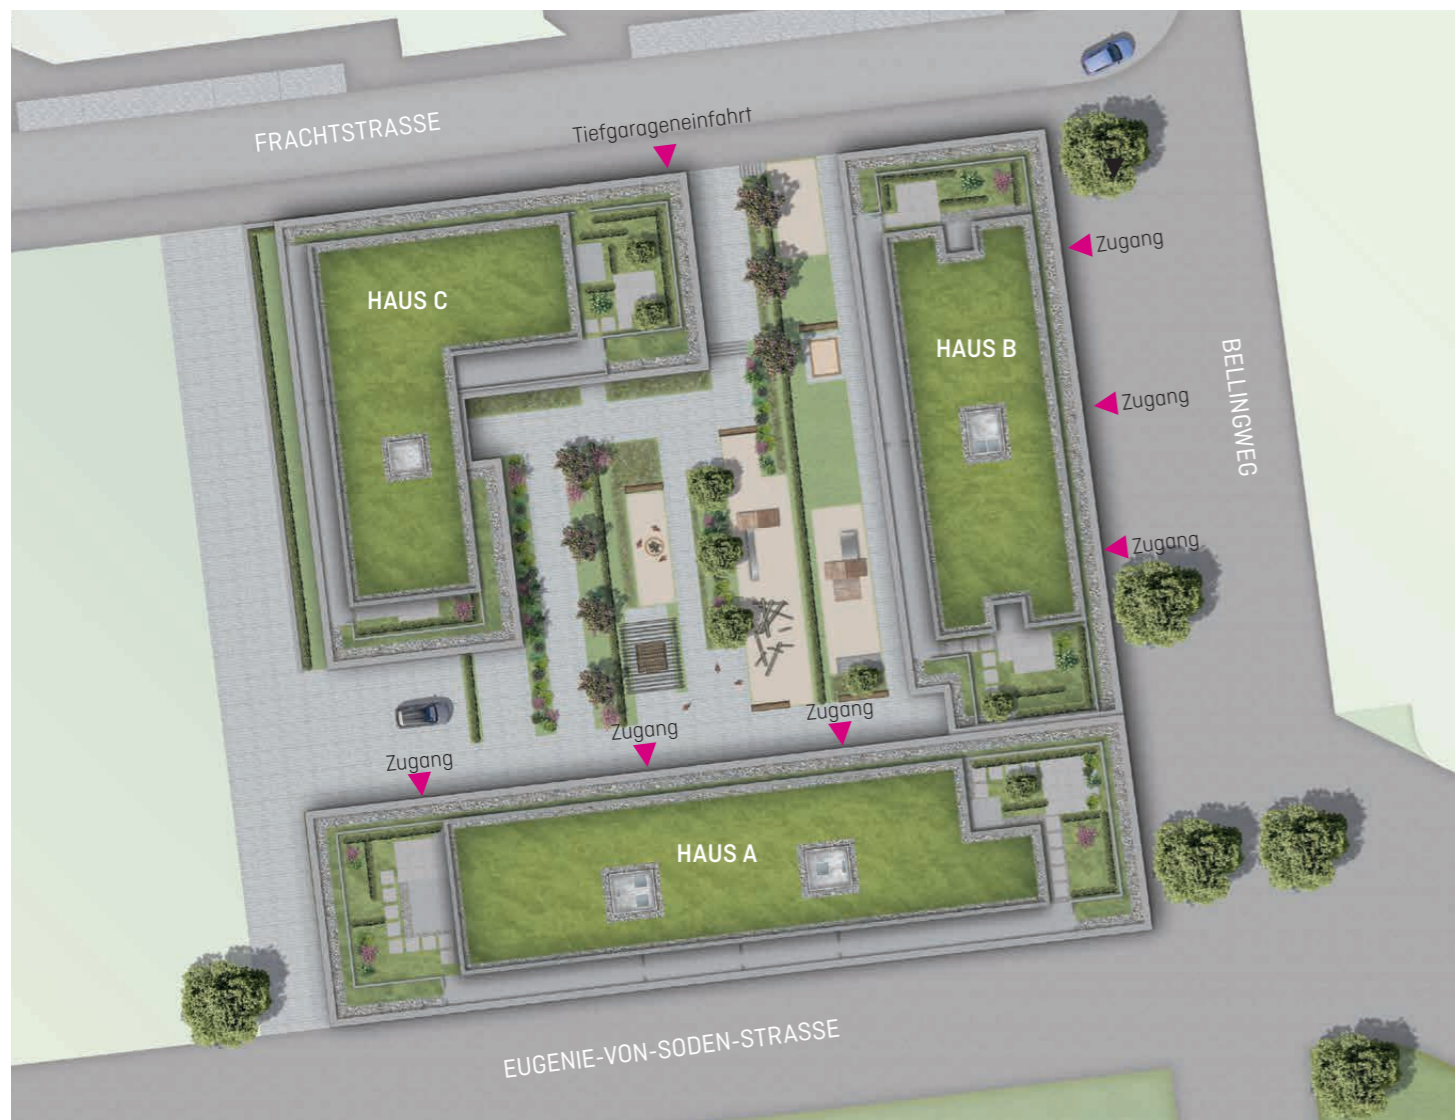 FRACHTSTRASSE
Tiefgarageneinfahrt
Zugang
HAUS C
HAUS B
BELLINGWEG
Zugang
Zugang
Zugang
Zugang
Zugang
HAUS A
EUGENIE-VON-SODEN-STRASSE